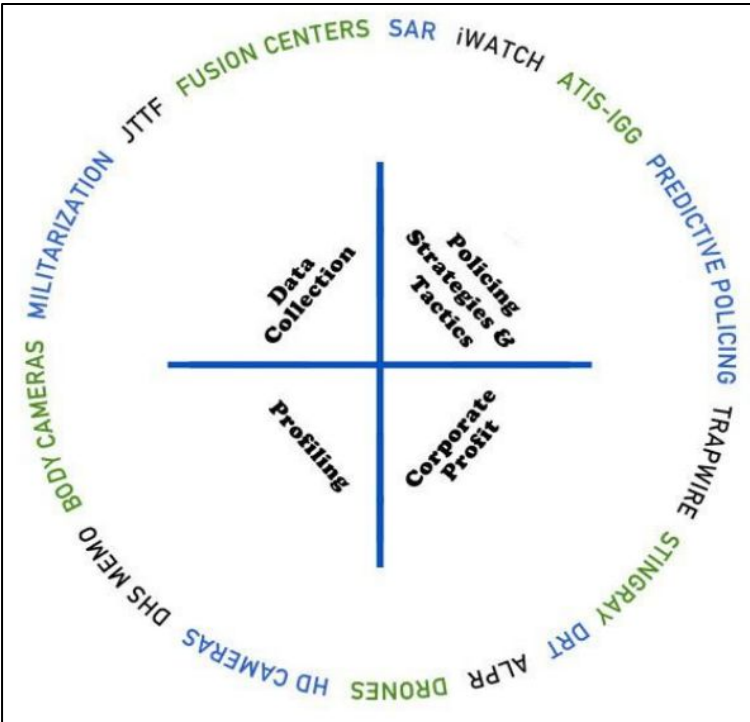 FUSION CENTERS
SAR
iWATCH
ATIS-IGG
PREDICTIVE POLICING
TRAPWIRE
STINGRAY
DRT
ALPR
DRONES
HD CAMERAS
DHS MEMO
BODY CAMERAS
MILITARIZATION
JTTF
Data
Collection
Policing
Strategies &
Tactics
Profiling
Corporate
Profit